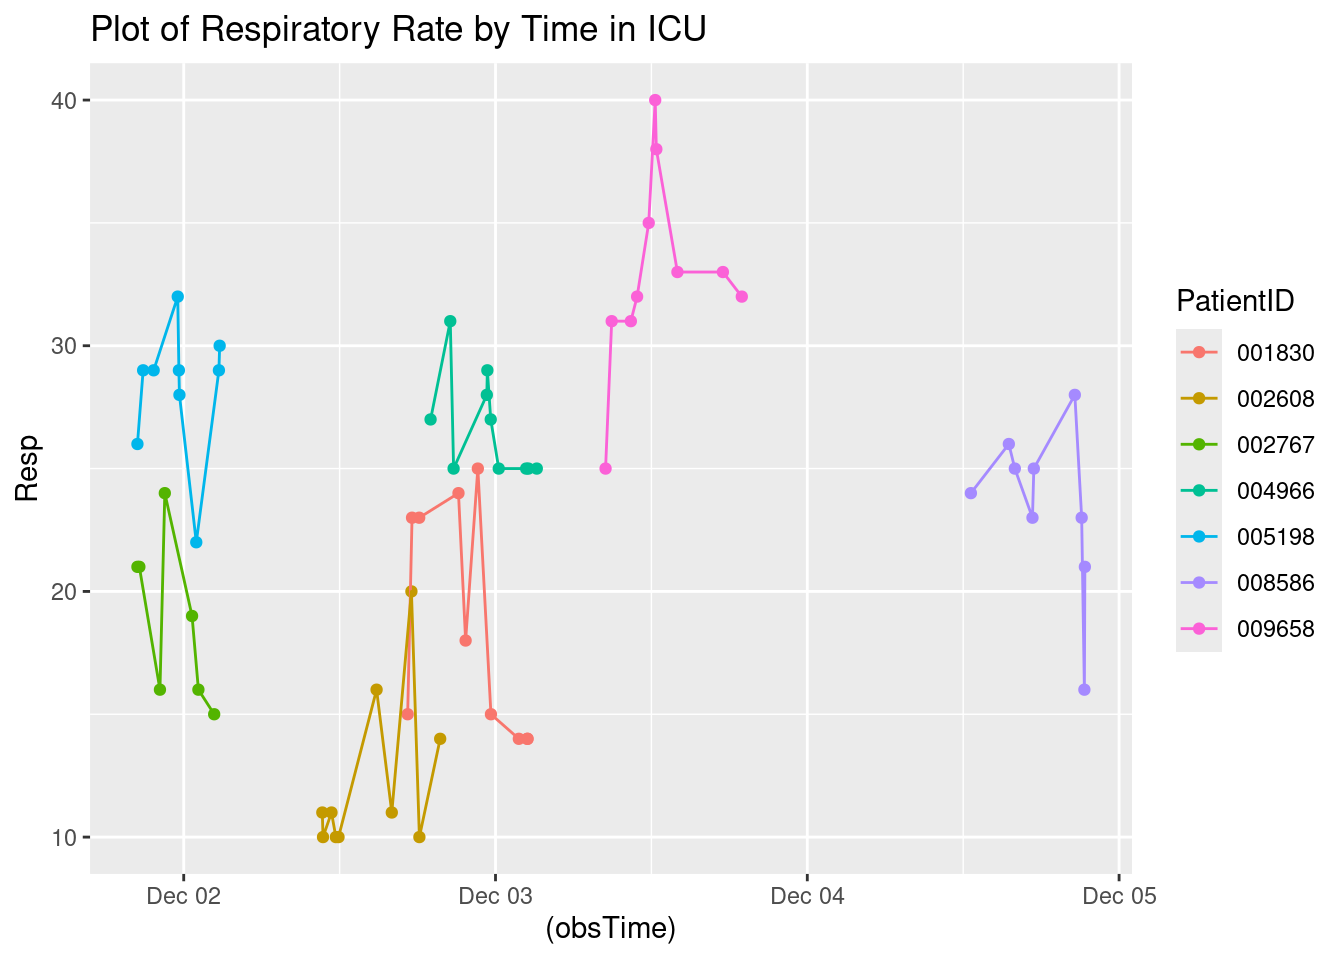 Plot of Respiratory Rate by Time in ICU
40
30
20
10
Resp
Dec 02
Dec 03
Dec 04
Dec 05
(obsTime)
PatientID
001830
002608
002767
004966
005198
008586
009658